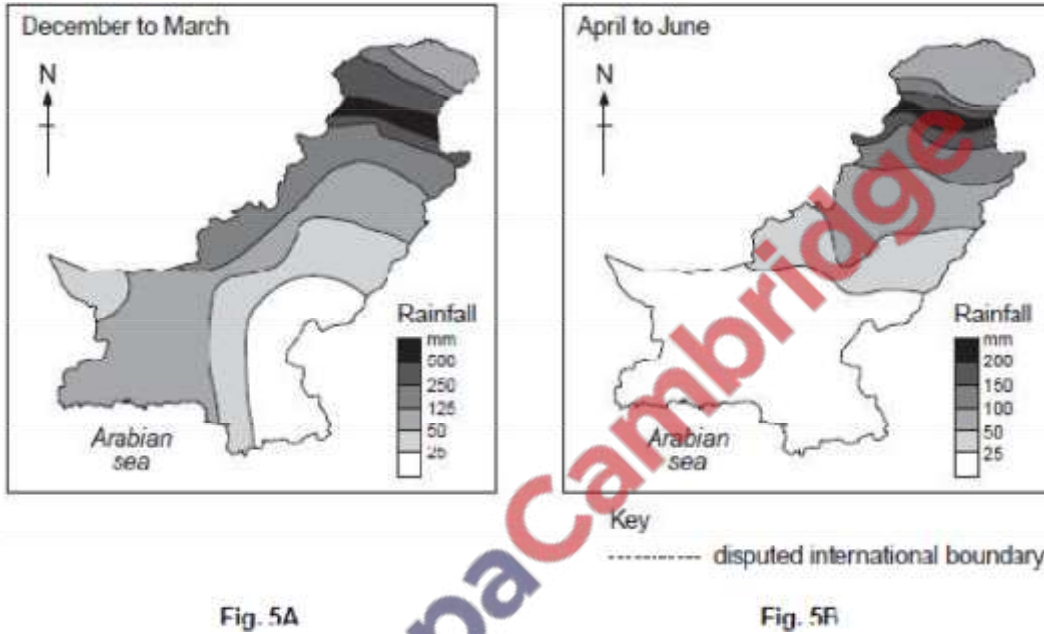 December to March
N
Rainfall
mm
500
250
125
50
25
Arabian
sea
April to June
N
Rainfall
mm
200
150
100
50
25
Arabian
sea
Key
disputed international boundary
Fig. 5A
Fig. 5B
paCambridge